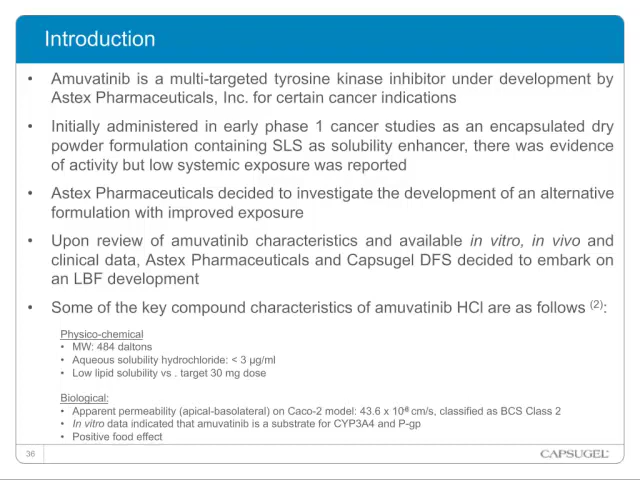 Introduction
• Amuvatinib is a multi-targeted tyrosine kinase inhibitor under development by
Astex Pharmaceuticals, Inc. for certain cancer indications
• Initially administered in early phase 1 cancer studies as an encapsulated dry
powder formulation containing SLS as solubility enhancer, there was evidence
of activity but low systemic exposure was reported
• Astex Pharmaceuticals decided to investigate the development of an alternative
formulation with improved exposure
• Upon review of amuvatinib characteristics and available in vitro, in vivo and
clinical data, Astex Pharmaceuticals and Capsugel DFS decided to embark on
an LBF development
• Some of the key compound characteristics of amuvatinib HCl are as follows (2):
Physico-chemical
• MW: 484 daltons
• Aqueous solubility hydrochloride: < 3 µg/ml
• Low lipid solubility vs . target 30 mg dose
Biological:
• Apparent permeability (apical-basolateral) on Caco-2 model: 43.6 x 10 cm/s, classified as BCS Class 2
• In vitro data indicated that amuvatinib is a substrate for CYP3A4 and P-gp
• Positive food effect
36
CAPSUGEL